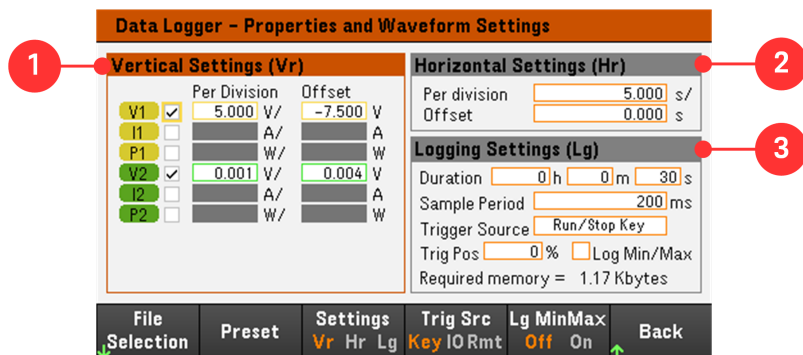 Data Logger - Properties and Waveform Settings
1
Vertical Settings (Vr)
Per Division Offset
V1 5.000 V/ -7.500 V
I1 A/ A
P1 W/ W
V2 0.001 V/ 0.004 V
I2 A/ A
P2 W/ W
2
Horizontal Settings (Hr)
Per division 5.000 s/
Offset 0.000 s
3
Logging Settings (Lg)
Duration 0 h 0 m 30 s
Sample Period 200 ms
Trigger Source Run/Stop Key
Trig Pos 0 % Log Min/Max
Required memory = 1.17 Kbytes
File
Selection
Preset
Settings
Vr Hr Lg
Trig Src
Key IO Rmt
Lg MinMax
Off On
Back